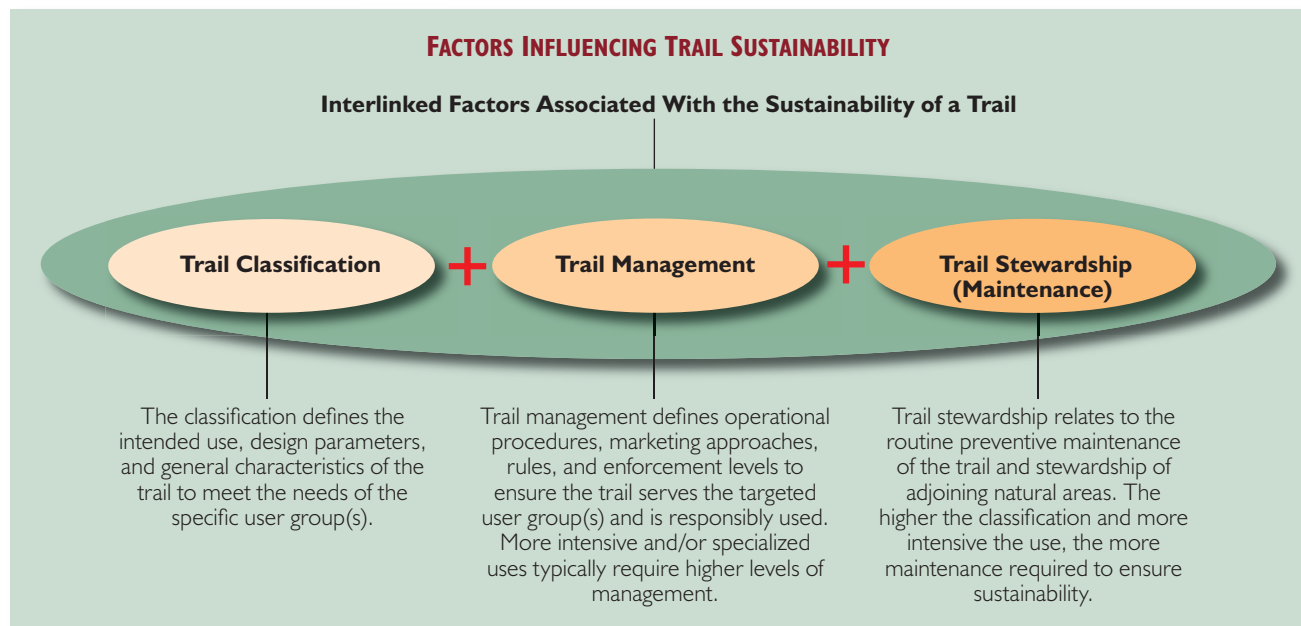 FACTORS INFLUENCING TRAIL SUSTAINABILITY
Interlinked Factors Associated With the Sustainability of a Trail
Trail Classification
+
Trail Management
+
Trail Stewardship
(Maintenance)
The classification defines the
intended use, design parameters,
and general characteristics of the
trail to meet the needs of the
specific user group(s).
Trail management defines operational
procedures, marketing approaches,
rules, and enforcement levels to
ensure the trail serves the targeted
user group(s) and is responsibly used.
More intensive and/or specialized
uses typically require higher levels of
management.
Trail stewardship relates to the
routine preventive maintenance
of the trail and stewardship of
adjoining natural areas. The
higher the classification and more
intensive the use, the more
maintenance required to ensure
sustainability.